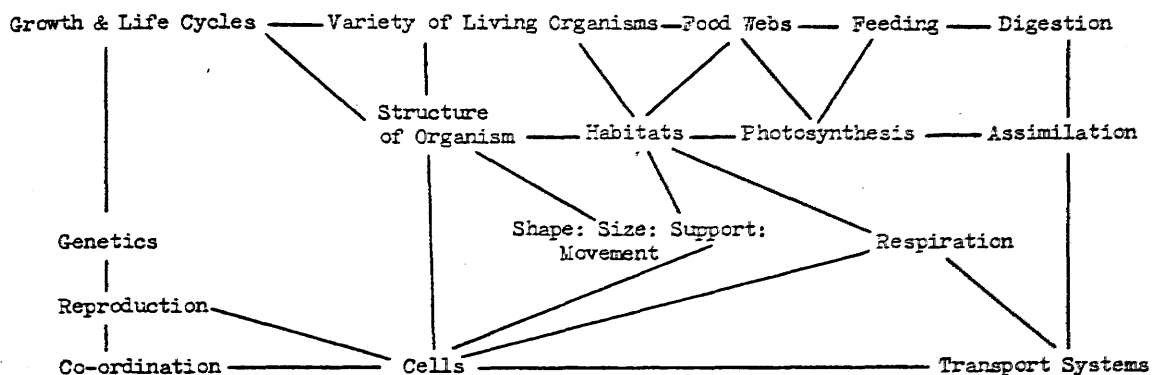 Growth & Life Cycles Variety of Living Organisms Food Webs Feeding Digestion
Structure
of Organism Habitats Photosynthesis Assimilation
Shape: Size: Support:
Movement
Genetics Respiration
Reproduction
Co-ordination Cells Transport Systems